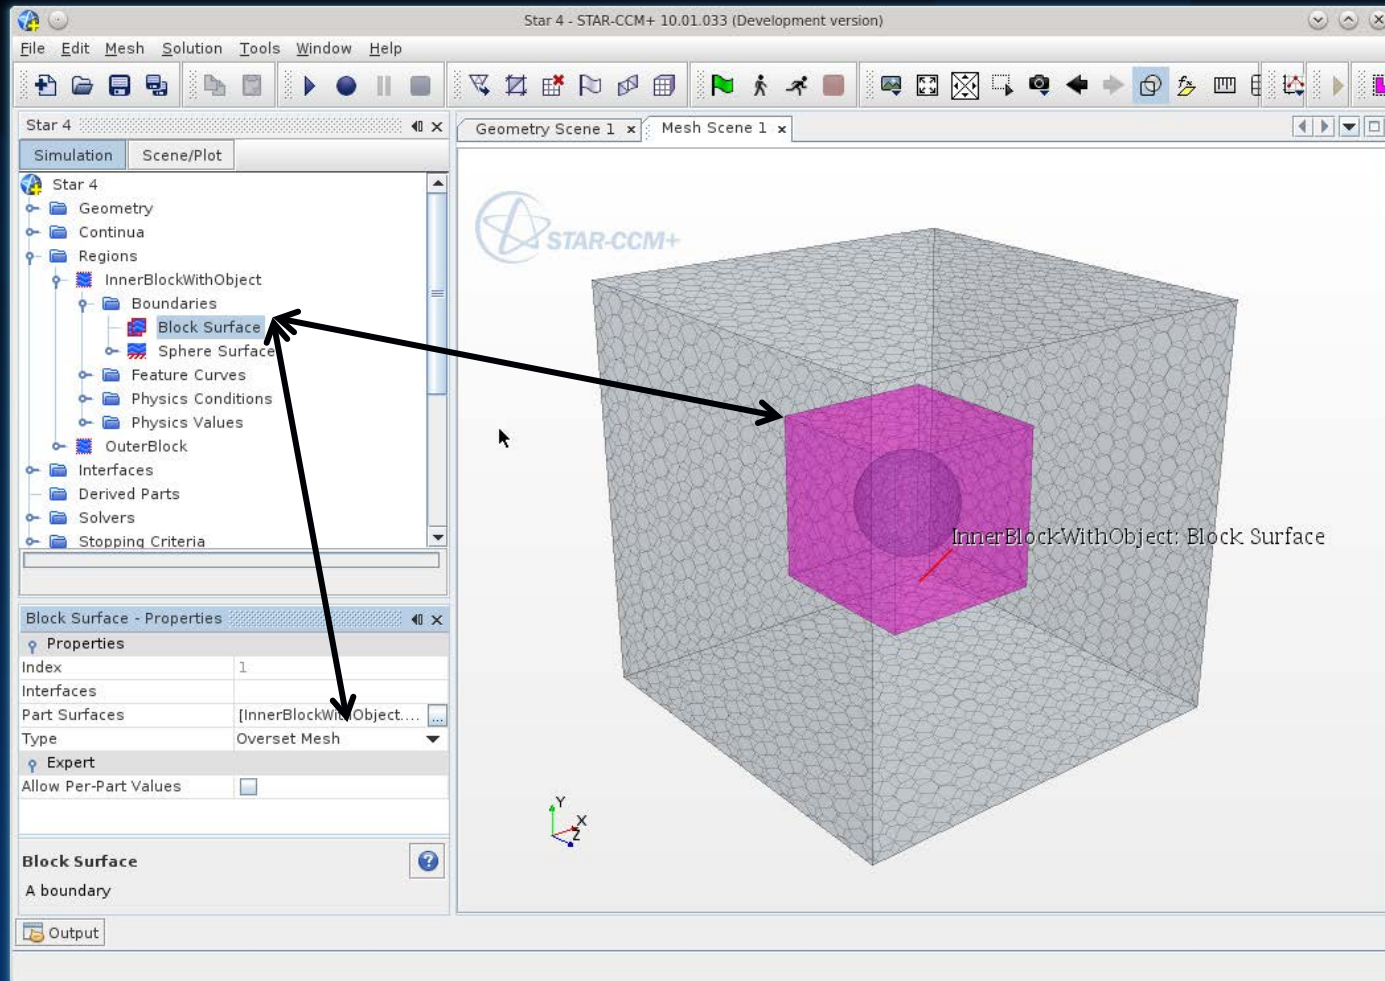 Star 4 - STAR-CCM+ 10.01.033 (Development version)
File Edit Mesh Solution Tools Window Help
Star 4
Geometry Scene 1
Mesh Scene 1
Simulation
Scene/Plot
Star 4
Geometry
Continua
Regions
InnerBlockWithObject
Boundaries
Block Surface
Sphere Surface
Feature Curves
Physics Conditions
Physics Values
OuterBlock
Interfaces
Derived Parts
Solvers
Stopping Criteria
STAR-CCM+
InnerBlockWithObject: Block Surface
Y
X
Z
Block Surface - Properties
Properties
Index 1
Interfaces
Part Surfaces [InnerBlockWithObject....
Type Overset Mesh
Expert
Allow Per-Part Values
Block Surface
A boundary
Output